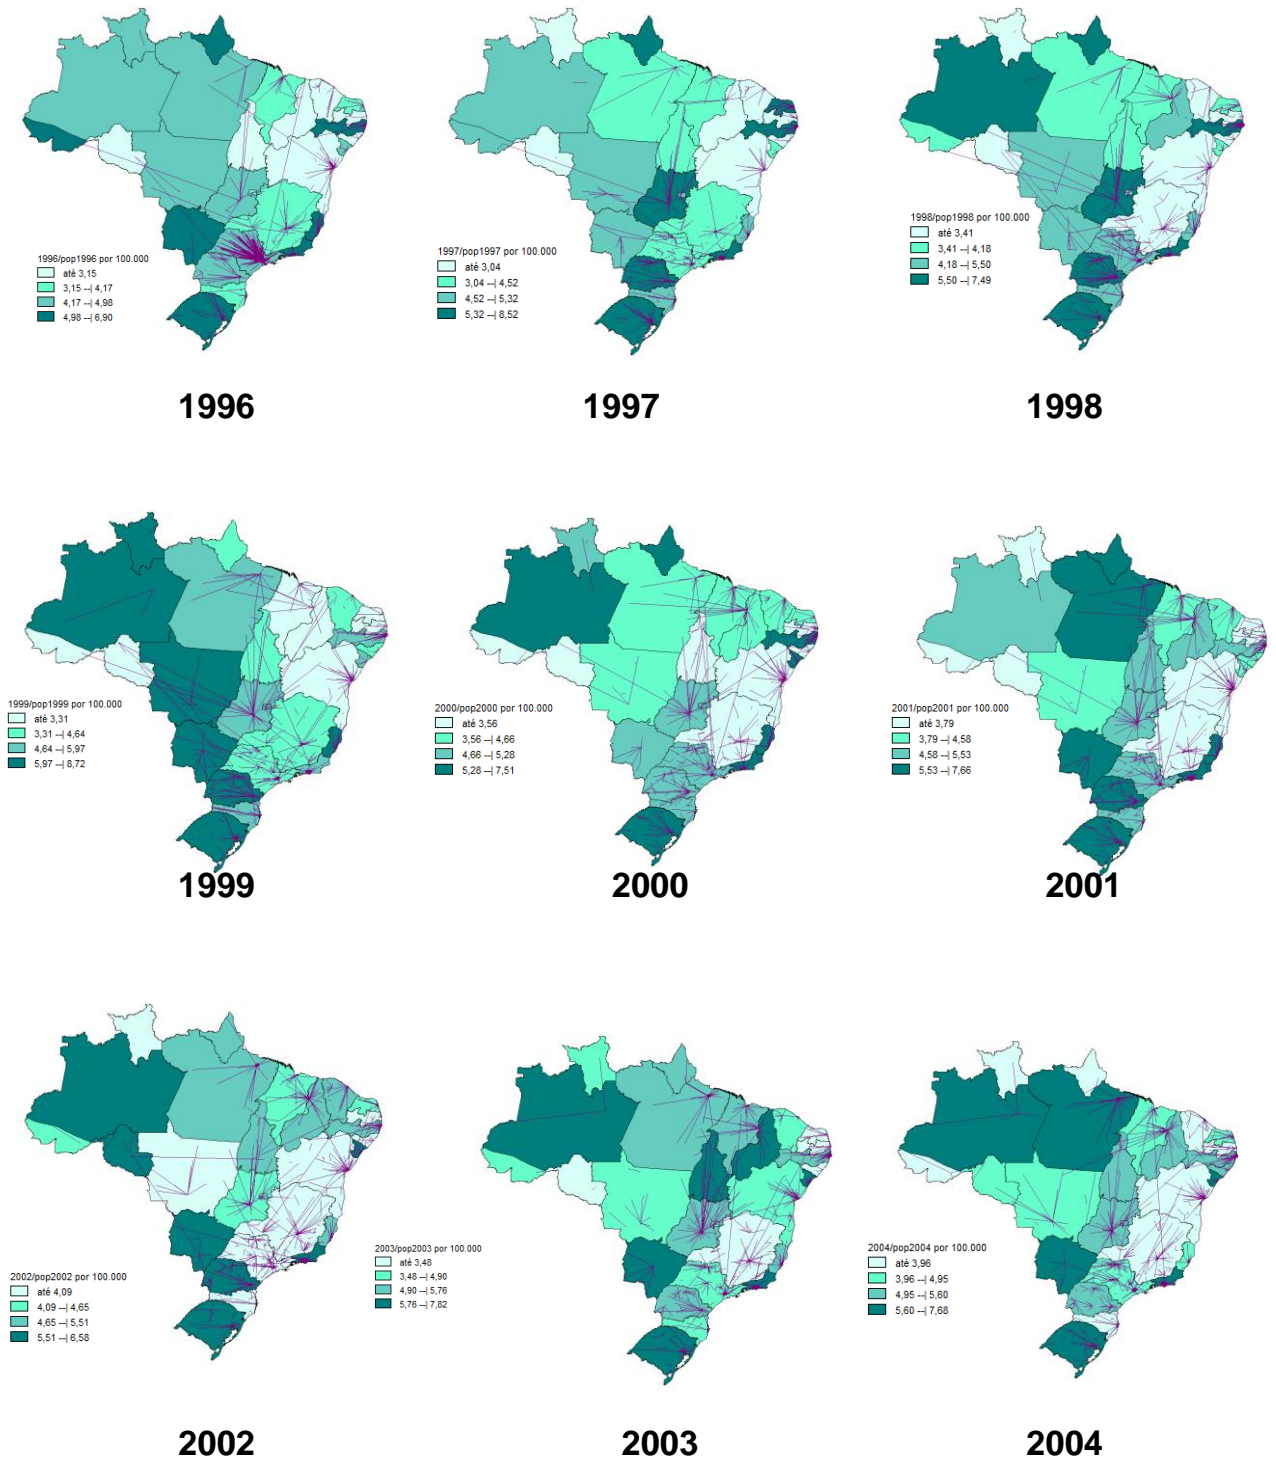 1996/pop1996 por 100.000
até 3,15
3,15 --| 4,17
4,17 --| 4,98
4,98 --| 6,90
1996
1997/pop1997 por 100.000
até 3,04
3,04 --| 4,52
4,52 --| 5,32
5,32 --| 8,52
1997
1998/pop1998 por 100.000
até 3,41
3,41 --| 4,18
4,18 --| 5,50
5,50 --| 7,49
1998
1999/pop1999 por 100.000
até 3,31
3,31 --| 4,64
4,64 --| 5,97
5,97 --| 8,72
1999
2000/pop2000 por 100.000
até 3,56
3,56 --| 4,66
4,66 --| 5,28
5,28 --| 7,51
2000
2001/pop2001 por 100.000
até 3,79
3,79 --| 4,58
4,58 --| 5,53
5,53 --| 7,66
2001
2002/pop2002 por 100.000
até 4,09
4,09 --| 4,65
4,65 --| 5,51
5,51 --| 6,58
2002
2003/pop2003 por 100.000
até 3,48
3,48 --| 4,90
4,90 --| 5,76
5,76 --| 7,82
2003
2004/pop2004 por 100.000
até 3,96
3,96 --| 4,95
4,95 --| 5,60
5,60 --| 7,68
2004